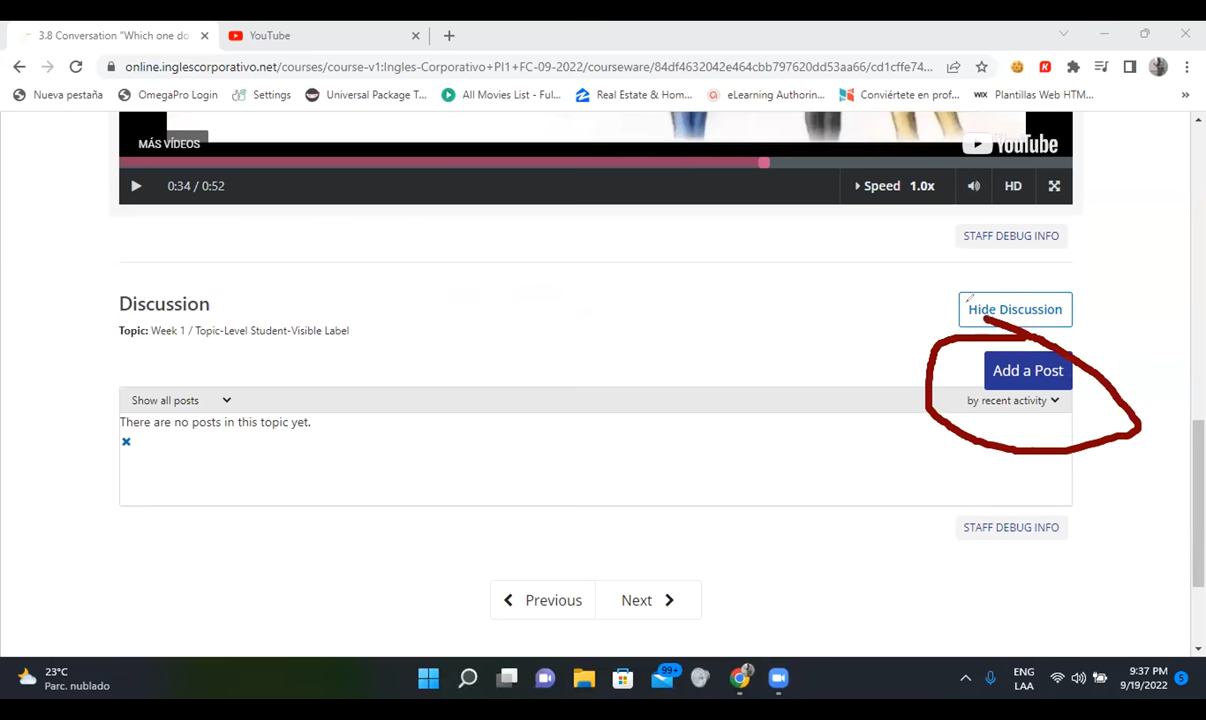 3.8 Conversation "Which one do
YouTube
online.inglescorporativo.net/courses/course-v1:Ingles-Corporativo+PI1+FC-09-2022/courseware/84df4632042e464cbb797620dd53aa66/cd1cffe74...
Nueva pestaña
OmegaPro Login
Settings
Universal Package T...
All Movies List - Ful...
Real Estate & Hom...
eLearning Authorin...
Conviértete en prof...
WIX Plantillas Web HTM...
»
MÁS VÍDEOS
YouTube
0:34 / 0:52
Speed 1.0x
HD
STAFF DEBUG INFO
Discussion
Hide Discussion
Topic: Week 1 / Topic-Level Student-Visible Label
Add a Post
Show all posts
by recent activity
There are no posts in this topic yet.
STAFF DEBUG INFO
Previous
Next
23°C
Parc. nublado
99+
ENG
LAA
9:37 PM
9/19/2022
5